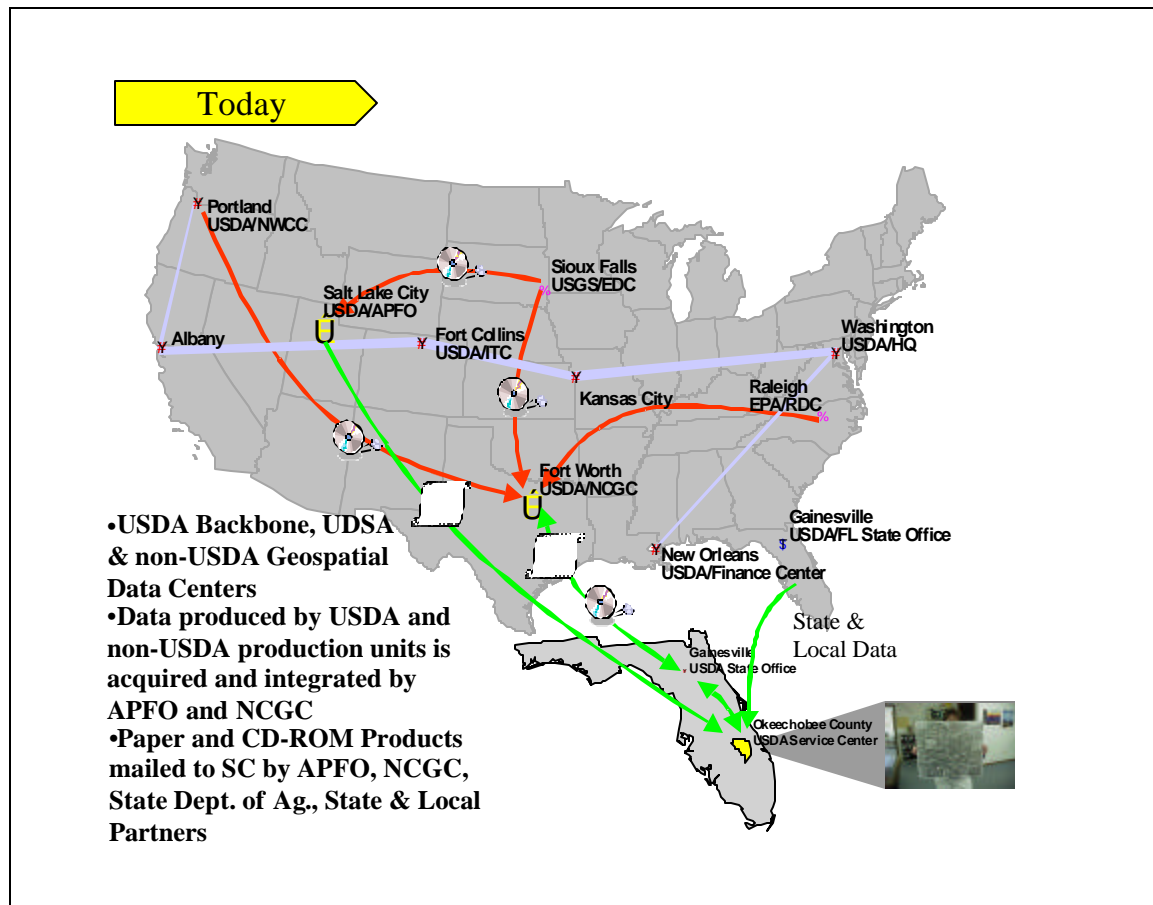 Today
Portland
USDA/NWCC
Sioux Falls
USGS/EDC
Salt Lake City
USDA/APFO
Albany
Fort Collins
USDA/ITC
Washington
USDA/HQ
Kansas City
Raleigh
EPA/RDC
Fort Worth
USDA/NCGC
Gainesville
USDA/FL State Office
New Orleans
USDA/Finance Center
State &
Local Data
Gainesville
USDA State Office
Okeechobee County
USDA Service Center
•USDA Backbone, UDSA
& non-USDA Geospatial
Data Centers
•Data produced by USDA and
non-USDA production units is
acquired and integrated by
APFO and NCGC
•Paper and CD-ROM Products
mailed to SC by APFO, NCGC,
State Dept. of Ag., State & Local
Partners